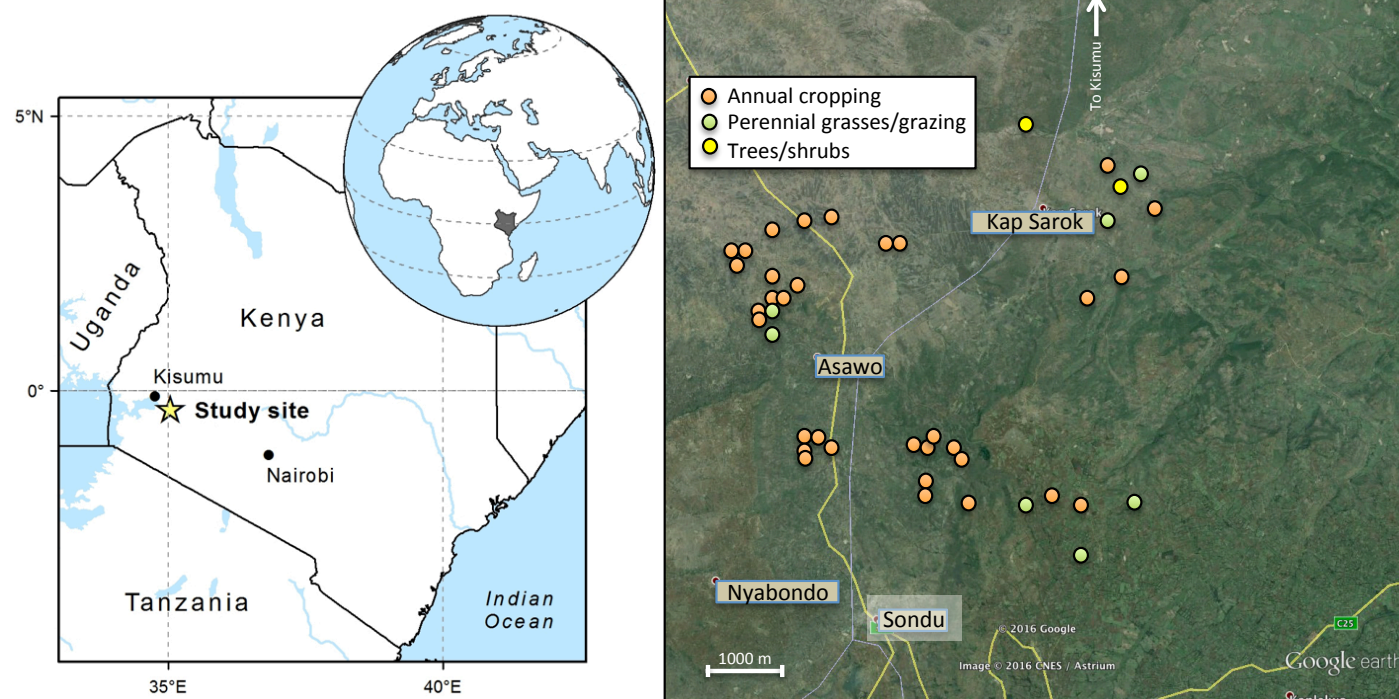 5°N
0°
35°E
40°E
Uganda
Kenya
Kisumu
Study site
Nairobi
Tanzania
Indian
Ocean
Annual cropping
Perennial grasses/grazing
Trees/shrubs
To Kisumu
Kap Sarok
Asawo
Nyabondo
Sondu
1000 m
© 2016 Google
Image © 2016 CNES / Astrium
C25
Google earth